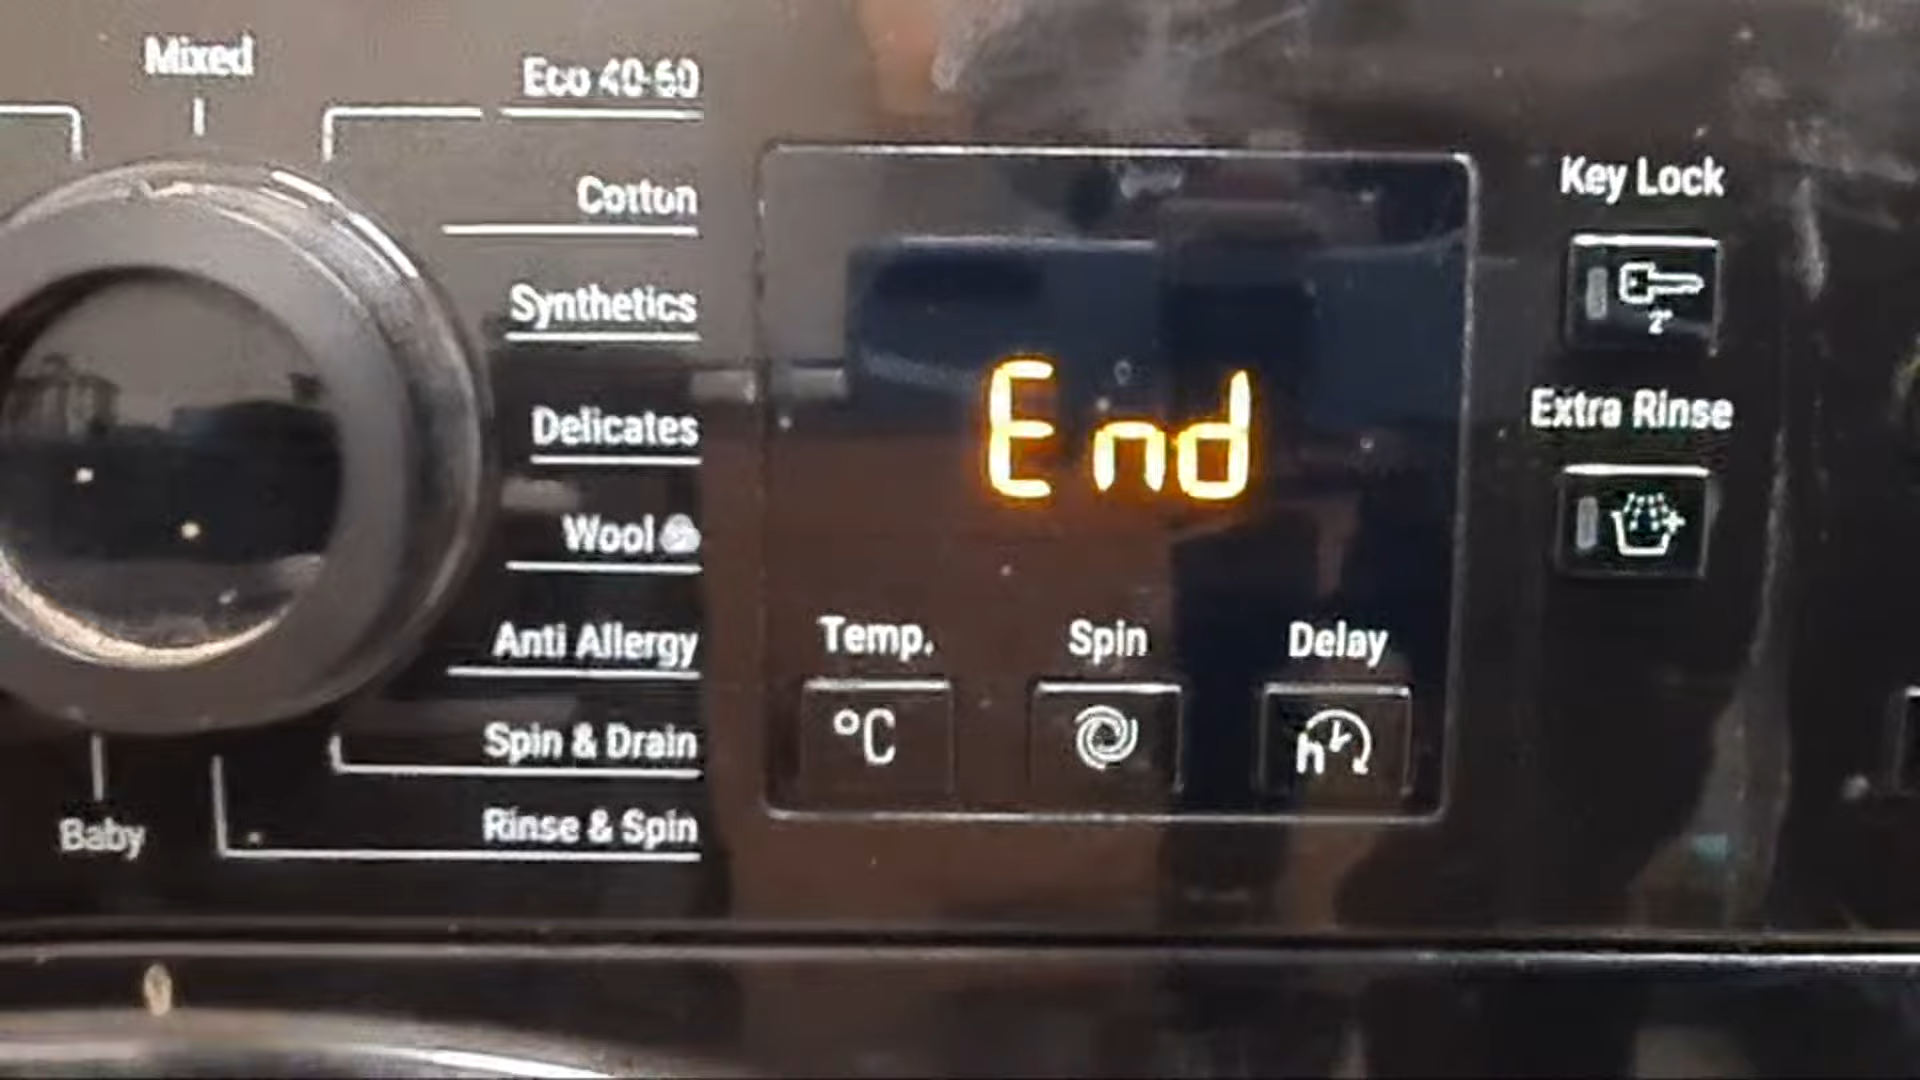 Mixed
Eco 40-60
Cotton
Synthetics
Delicates
Wool
Anti Allergy
Spin & Drain
Rinse & Spin
Baby
End
Temp.
Spin
Delay
°C
h
Key Lock
2"
Extra Rinse